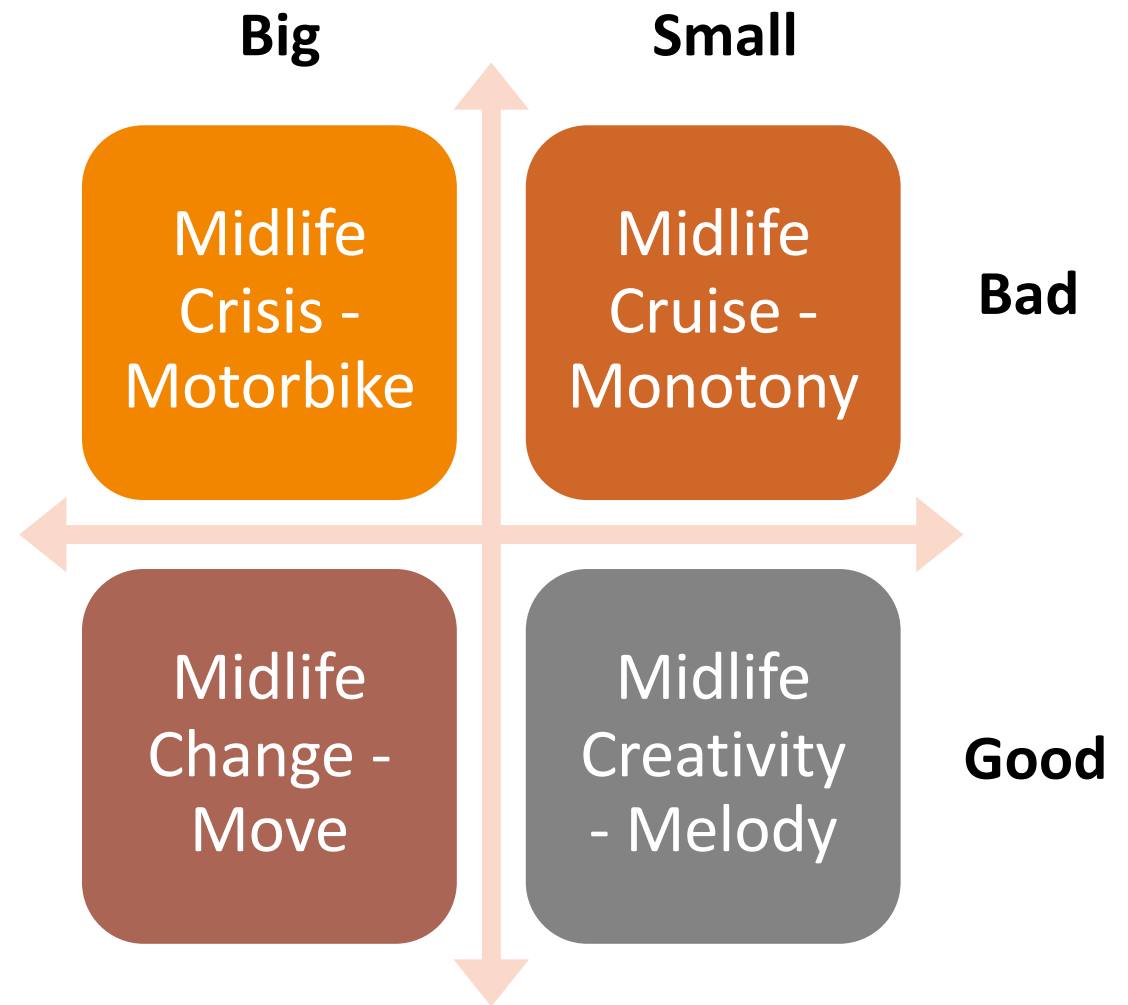 Big
Small
Midlife
Crisis -
Motorbike
Midlife
Cruise -
Monotony
Bad
Midlife
Change -
Move
Midlife
Creativity
- Melody
Good